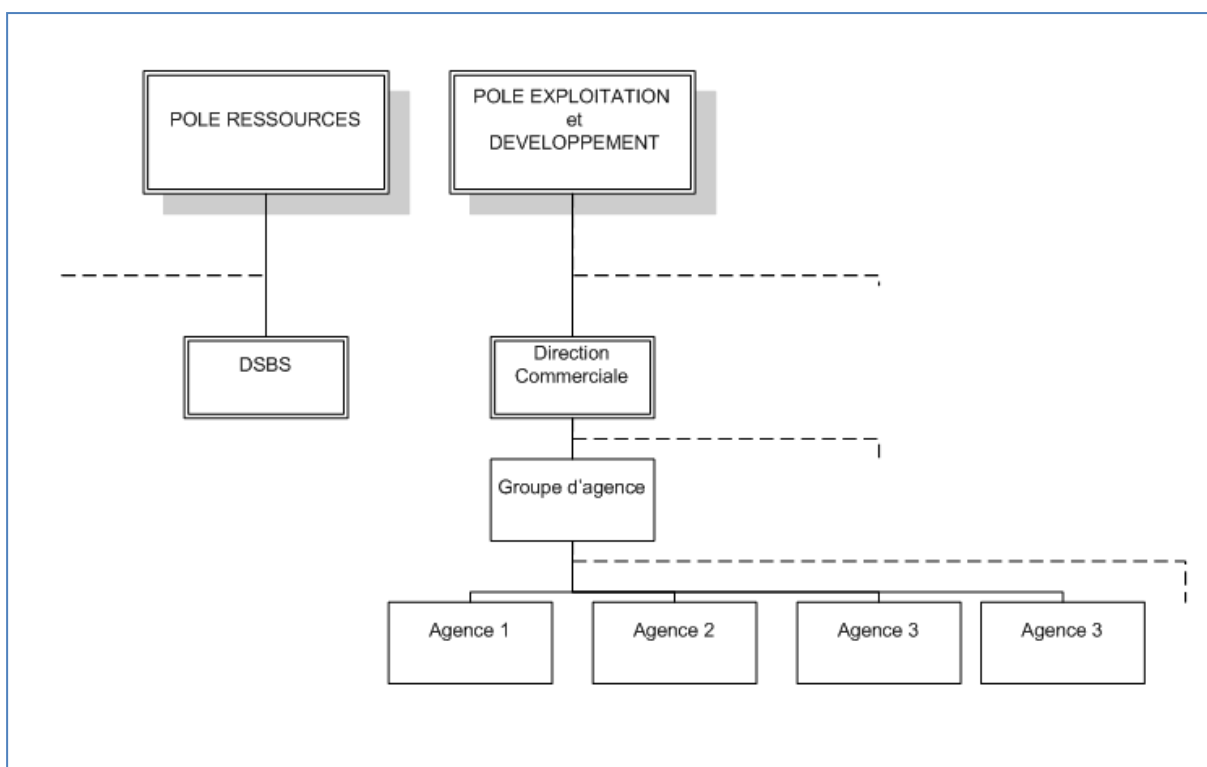 POLE RESSOURCES
POLE EXPLOITATION
et
DEVELOPPEMENT
DSBS
Direction
Commerciale
Groupe d'agence
Agence 1
Agence 2
Agence 3
Agence 3